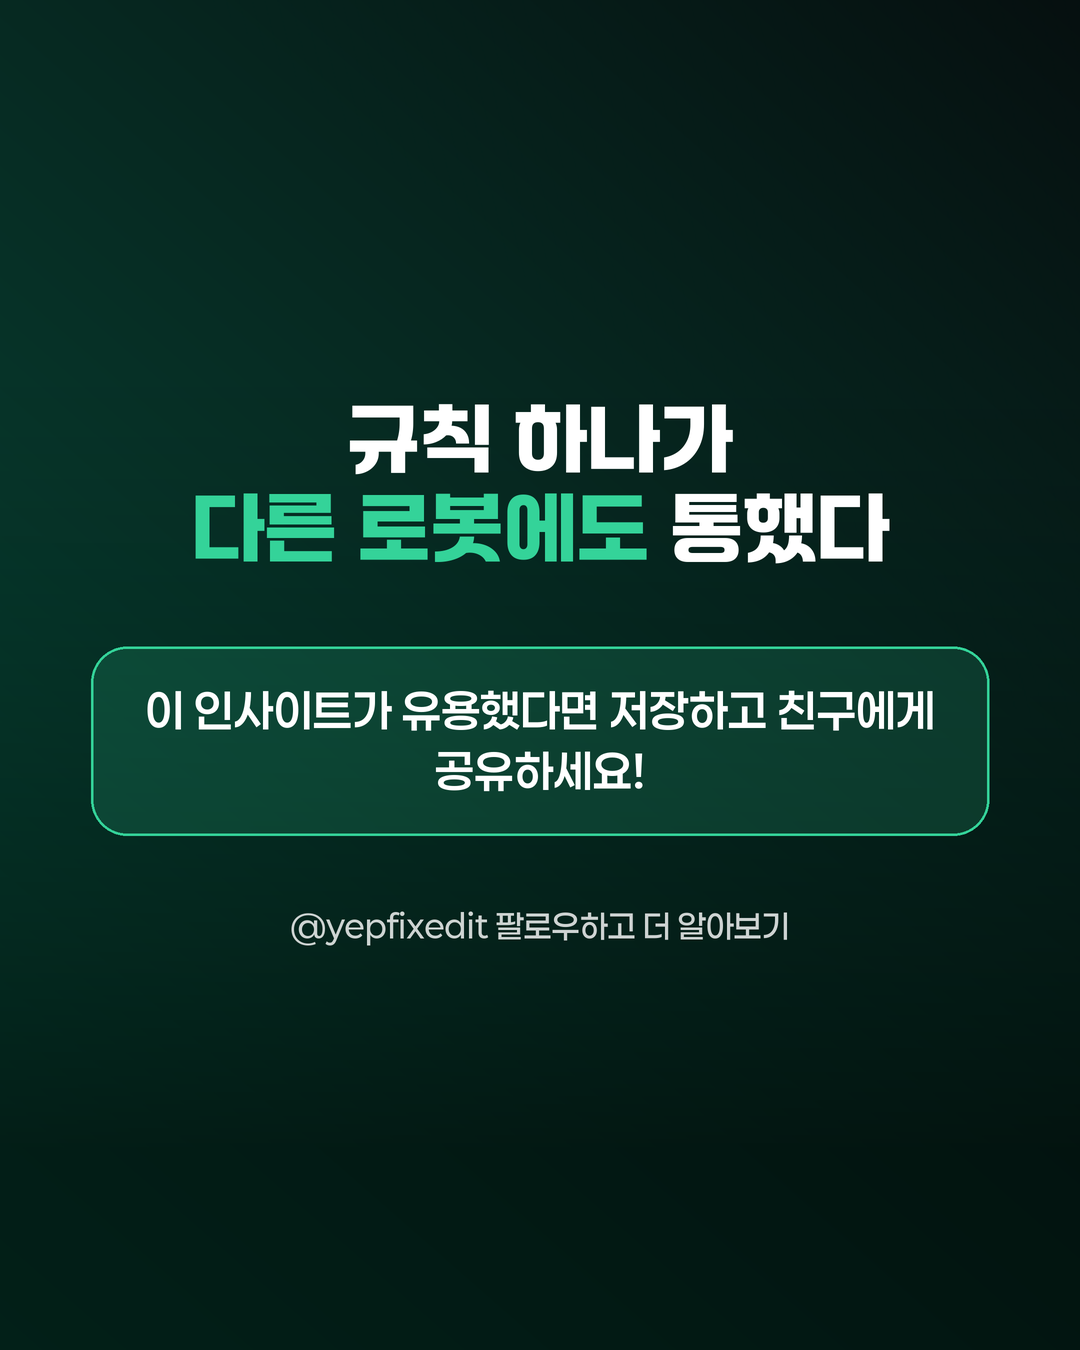 규칙 하나가
다른 로봇에도 통했다
이 인사이트가 유용했다면 저장하고 친구에게
공유하세요!
@yepfixedit 팔로우하고 더 알아보기